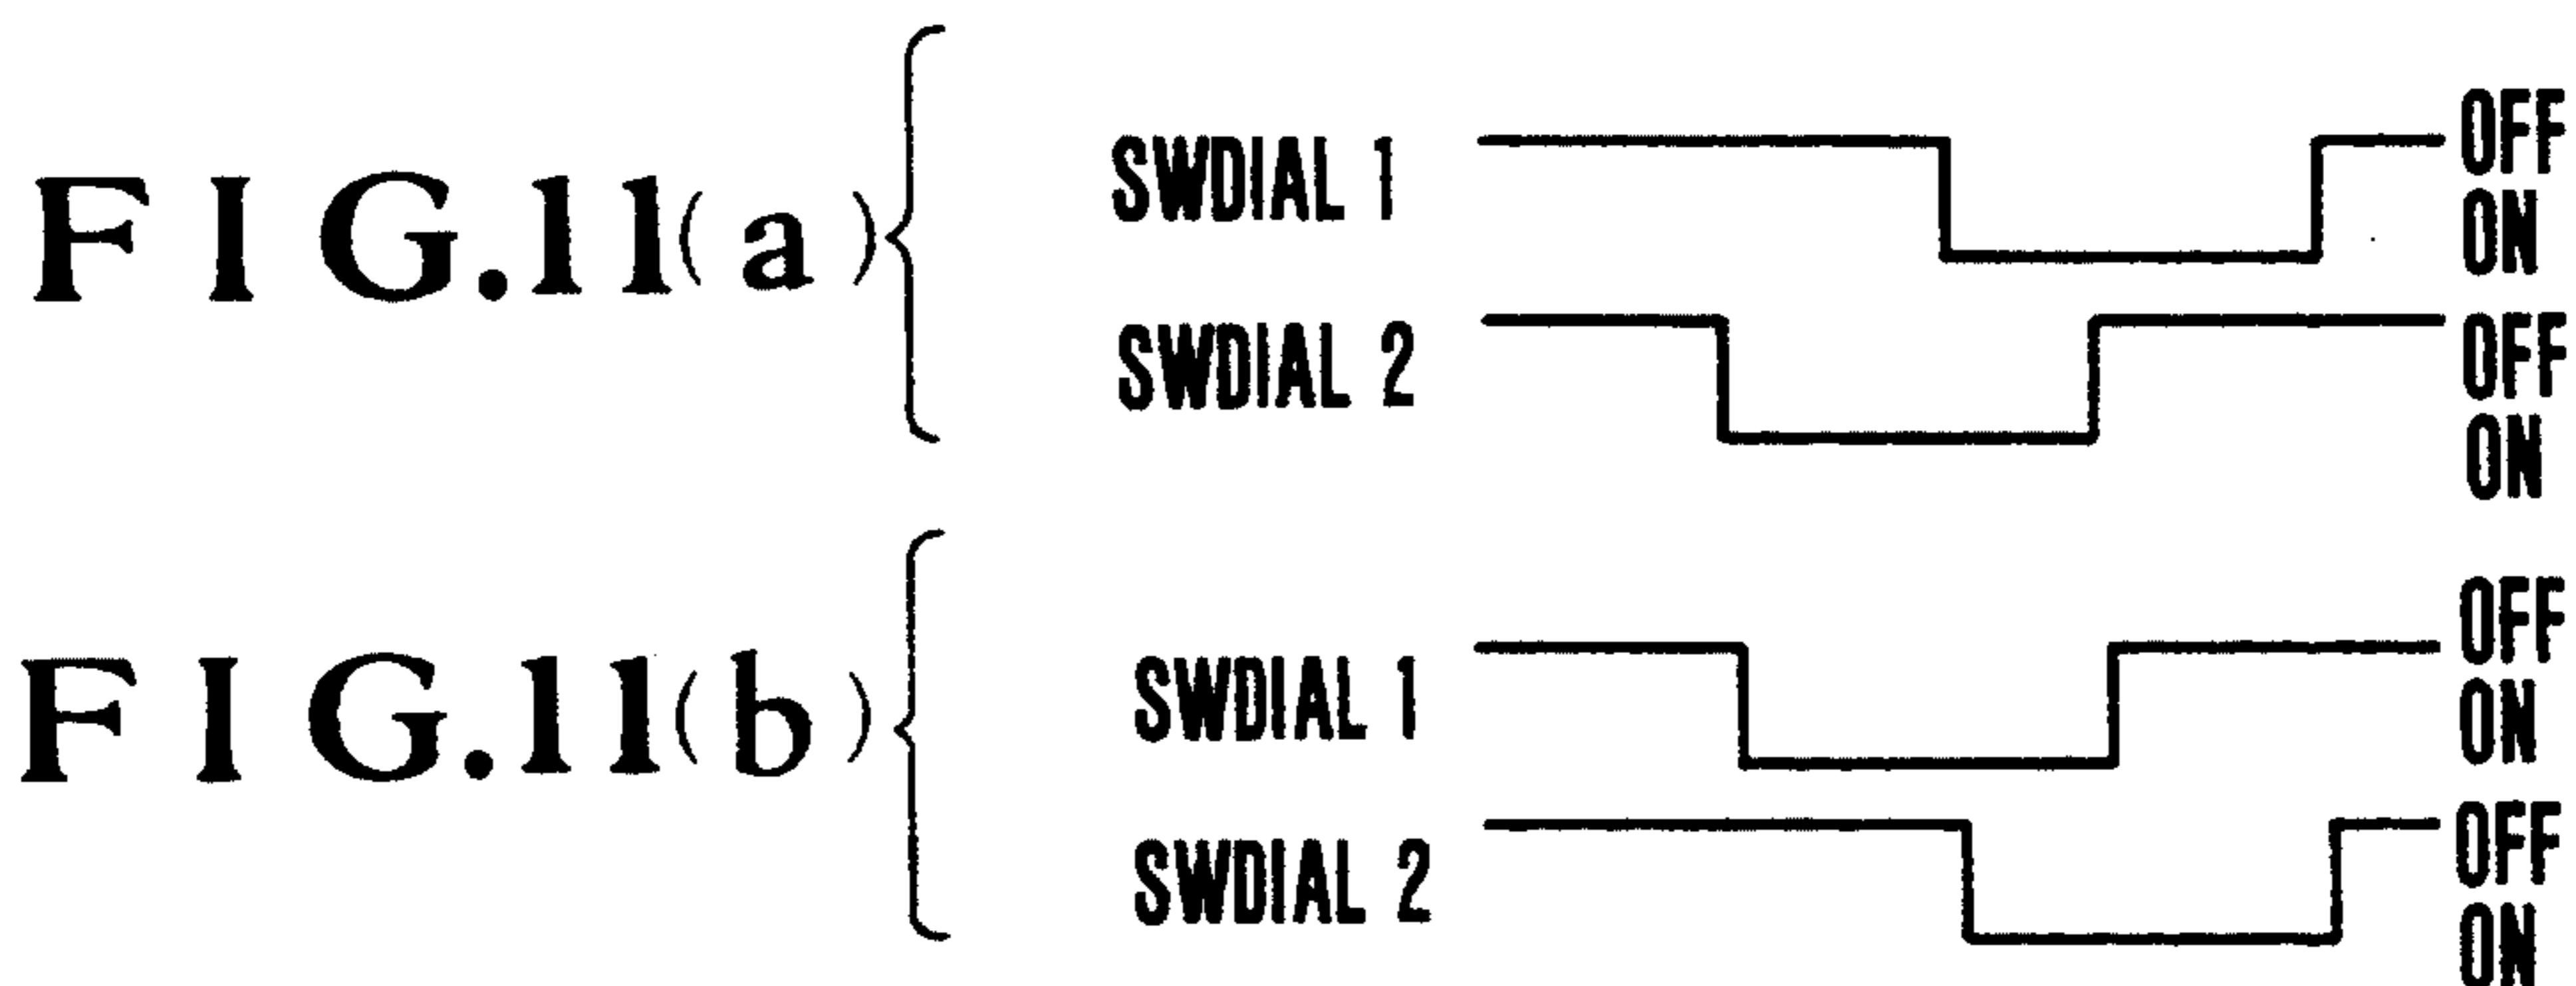 FIG.11(a)
SWDIAL 1
OFF
ON
SWDIAL 2
OFF
ON
FIG.11(b)
SWDIAL 1
OFF
ON
SWDIAL 2
OFF
ON